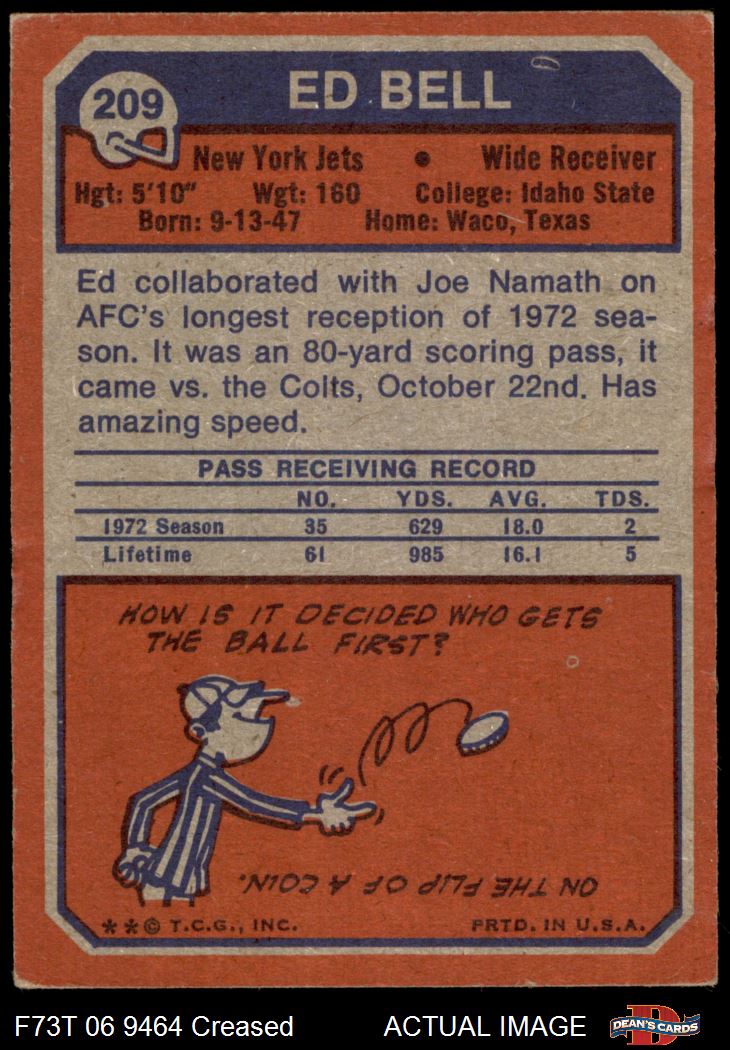 209
ED BELL
New York Jets • Wide Receiver
Hgt: 5'10" Wgt: 160 College: Idaho State
Born: 9-13-47 Home: Waco, Texas
Ed collaborated with Joe Namath on
AFC's longest reception of 1972 sea-
son. It was an 80-yard scoring pass, it
came vs. the Colts, October 22nd. Has
amazing speed.
PASS RECEIVING RECORD
NO. YDS. AVG. TDS.
1972 Season 35 629 18.0 2
Lifetime 61 985 16.1 5
HOW IS IT DECIDED WHO GETS
THE BALL FIRST?
ON THE FLIP OF A COIN.
**© T.C.G., INC. PRTD. IN U.S.A.
F73T 06 9464 Creased ACTUAL IMAGE
D
DEAN'S CARDS